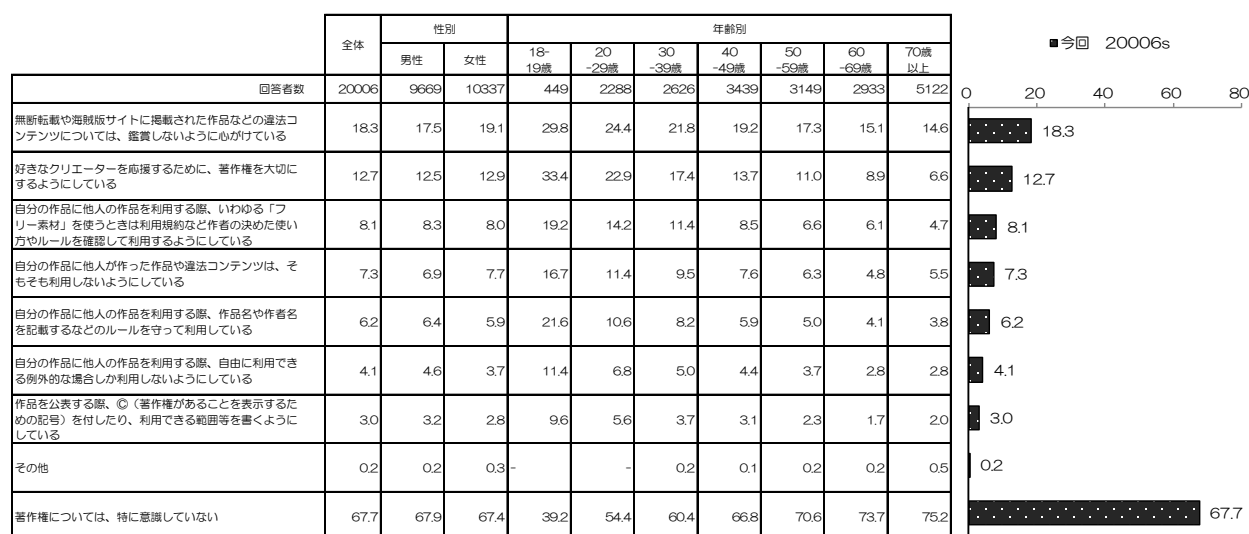 性別 年齢別
全体 男性 女性 18-19歳 20-29歳 30-39歳 40-49歳 50-59歳 60-69歳 70歳以上
■今回 20006s
回答者数 20006 9669 10337 449 2288 2626 3439 3149 2933 5122
0 20 40 60 80
無断転載や海賊版サイトに掲載された作品などの違法コ
ンテンツについては、鑑賞しないように心がけている
18.3 17.5 19.1 29.8 24.4 21.8 19.2 17.3 15.1 14.6
18.3
好きなクリエーターを応援するために、著作権を大切に
するようにしている
12.7 12.5 12.9 33.4 22.9 17.4 13.7 11.0 8.9 6.6
12.7
自分の作品に他人の作品を利用する際、いわゆる「フ
リー素材」を使うときは利用規約など作者の決めた使い
方やルールを確認して利用するようにしている
8.1 8.3 8.0 19.2 14.2 11.4 8.5 6.6 6.1 4.7
8.1
自分の作品に他人が作った作品や違法コンテンツは、そ
もそも利用しないようにしている
7.3 6.9 7.7 16.7 11.4 9.5 7.6 6.3 4.8 5.5
7.3
自分の作品に他人の作品を利用する際、作品名や作者名
を記載するなどのルールを守って利用している
6.2 6.4 5.9 21.6 10.6 8.2 5.9 5.0 4.1 3.8
6.2
自分の作品に他人の作品を利用する際、自由に利用でき
る例外的な場合しか利用しないようにしている
4.1 4.6 3.7 11.4 6.8 5.0 4.4 3.7 2.8 2.8
4.1
作品を公表する際、©（著作権があることを表示するた
めの記号）を付したり、利用できる範囲等を書くように
している
3.0 3.2 2.8 9.6 5.6 3.7 3.1 2.3 1.7 2.0
3.0
その他
0.2 0.2 0.3 - - 0.2 0.1 0.2 0.2 0.5
0.2
著作権については、特に意識していない
67.7 67.9 67.4 39.2 54.4 60.4 66.8 70.6 73.7 75.2
67.7